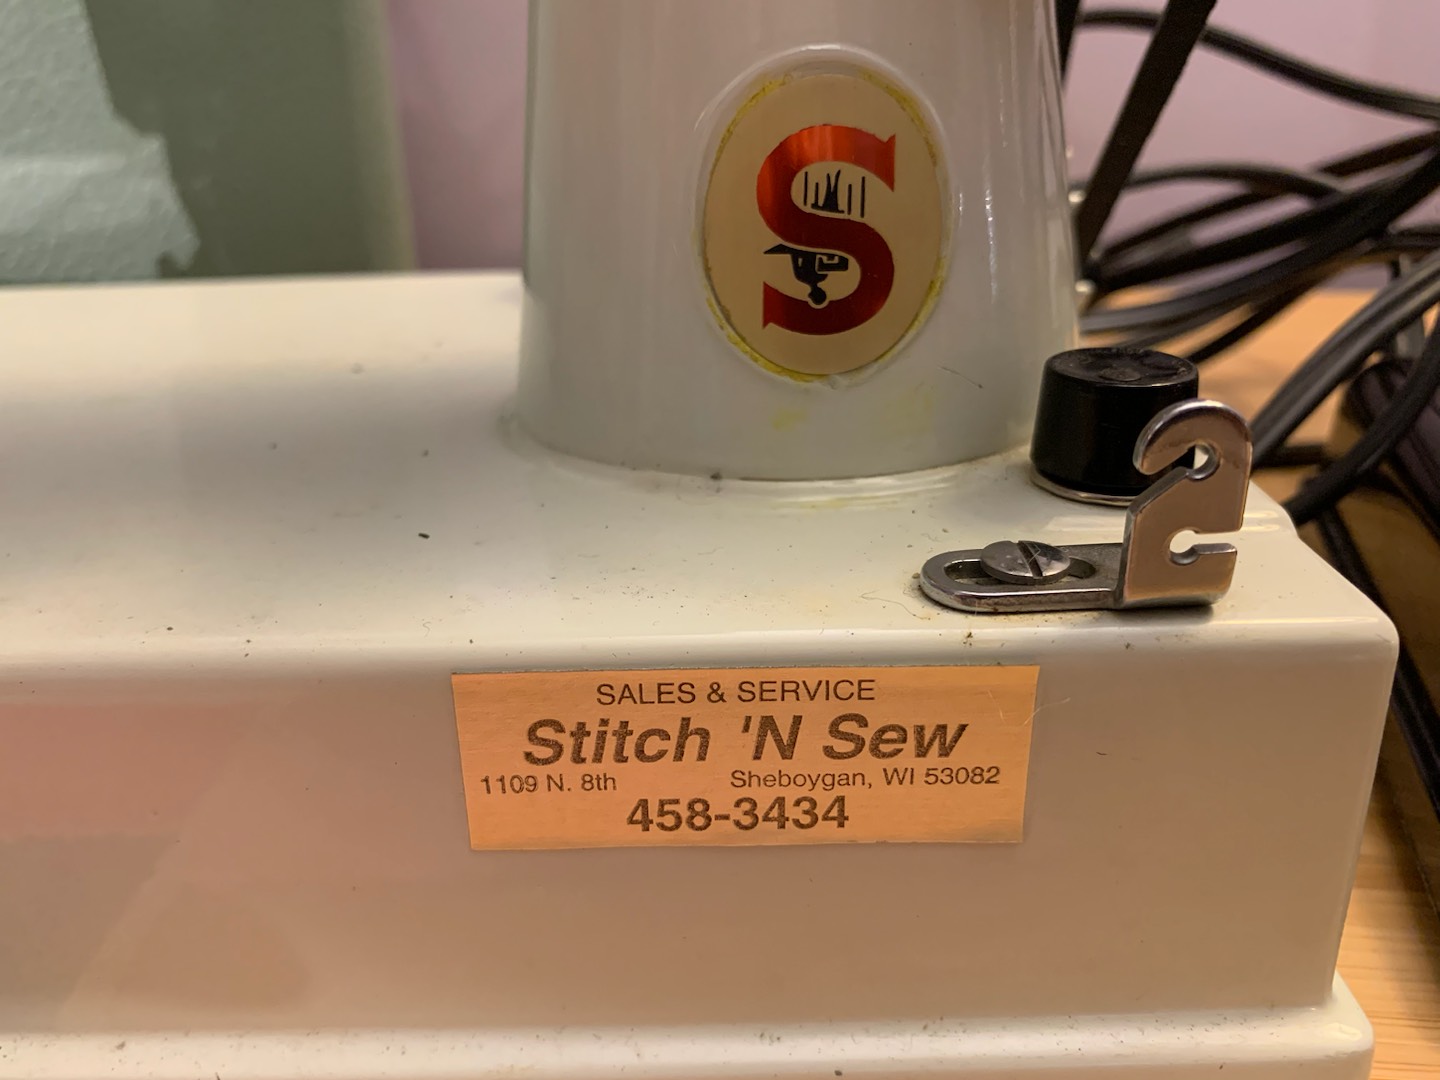 S
SALES & SERVICE
Stitch 'N Sew
1109 N. 8th Sheboygan, WI 53082
458-3434